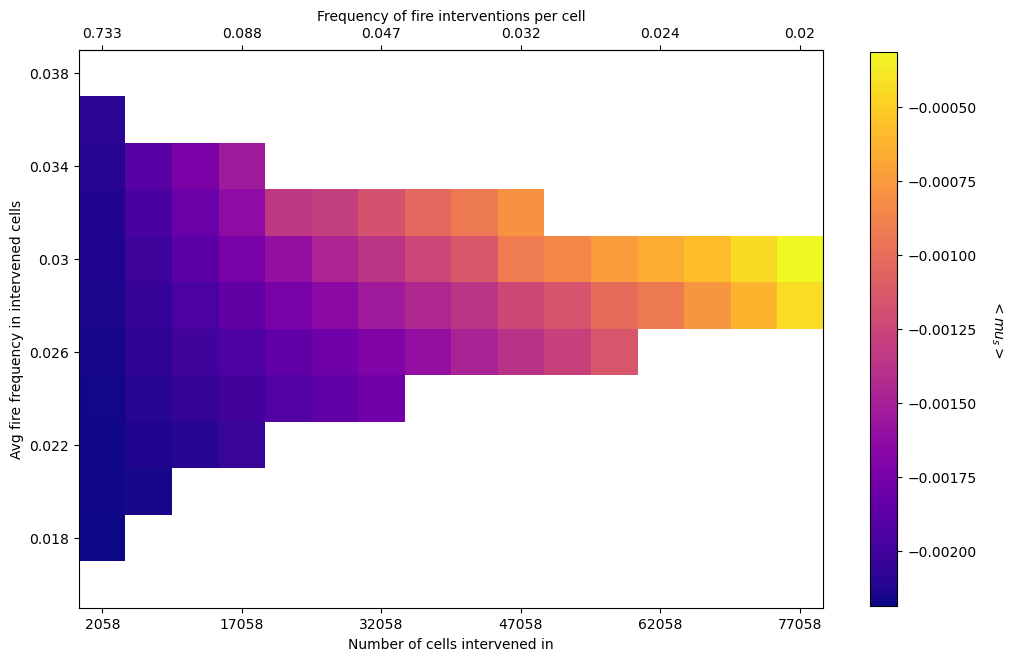 Frequency of fire interventions per cell
0.733 0.088 0.047 0.032 0.024 0.02
0.038
0.034
0.03
0.026
0.022
0.018
Avg fire frequency in intervened cells
2058 17058 32058 47058 62058 77058
Number of cells intervened in
−0.00050
−0.00075
−0.00100
−0.00125
−0.00150
−0.00175
−0.00200
< mu_s >